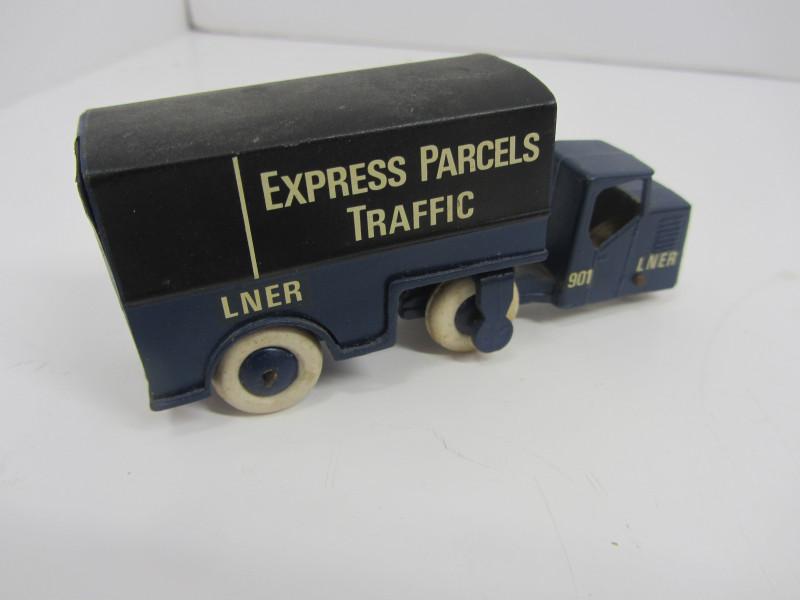 EXPRESS PARCELS
TRAFFIC
LNER
901
LNER